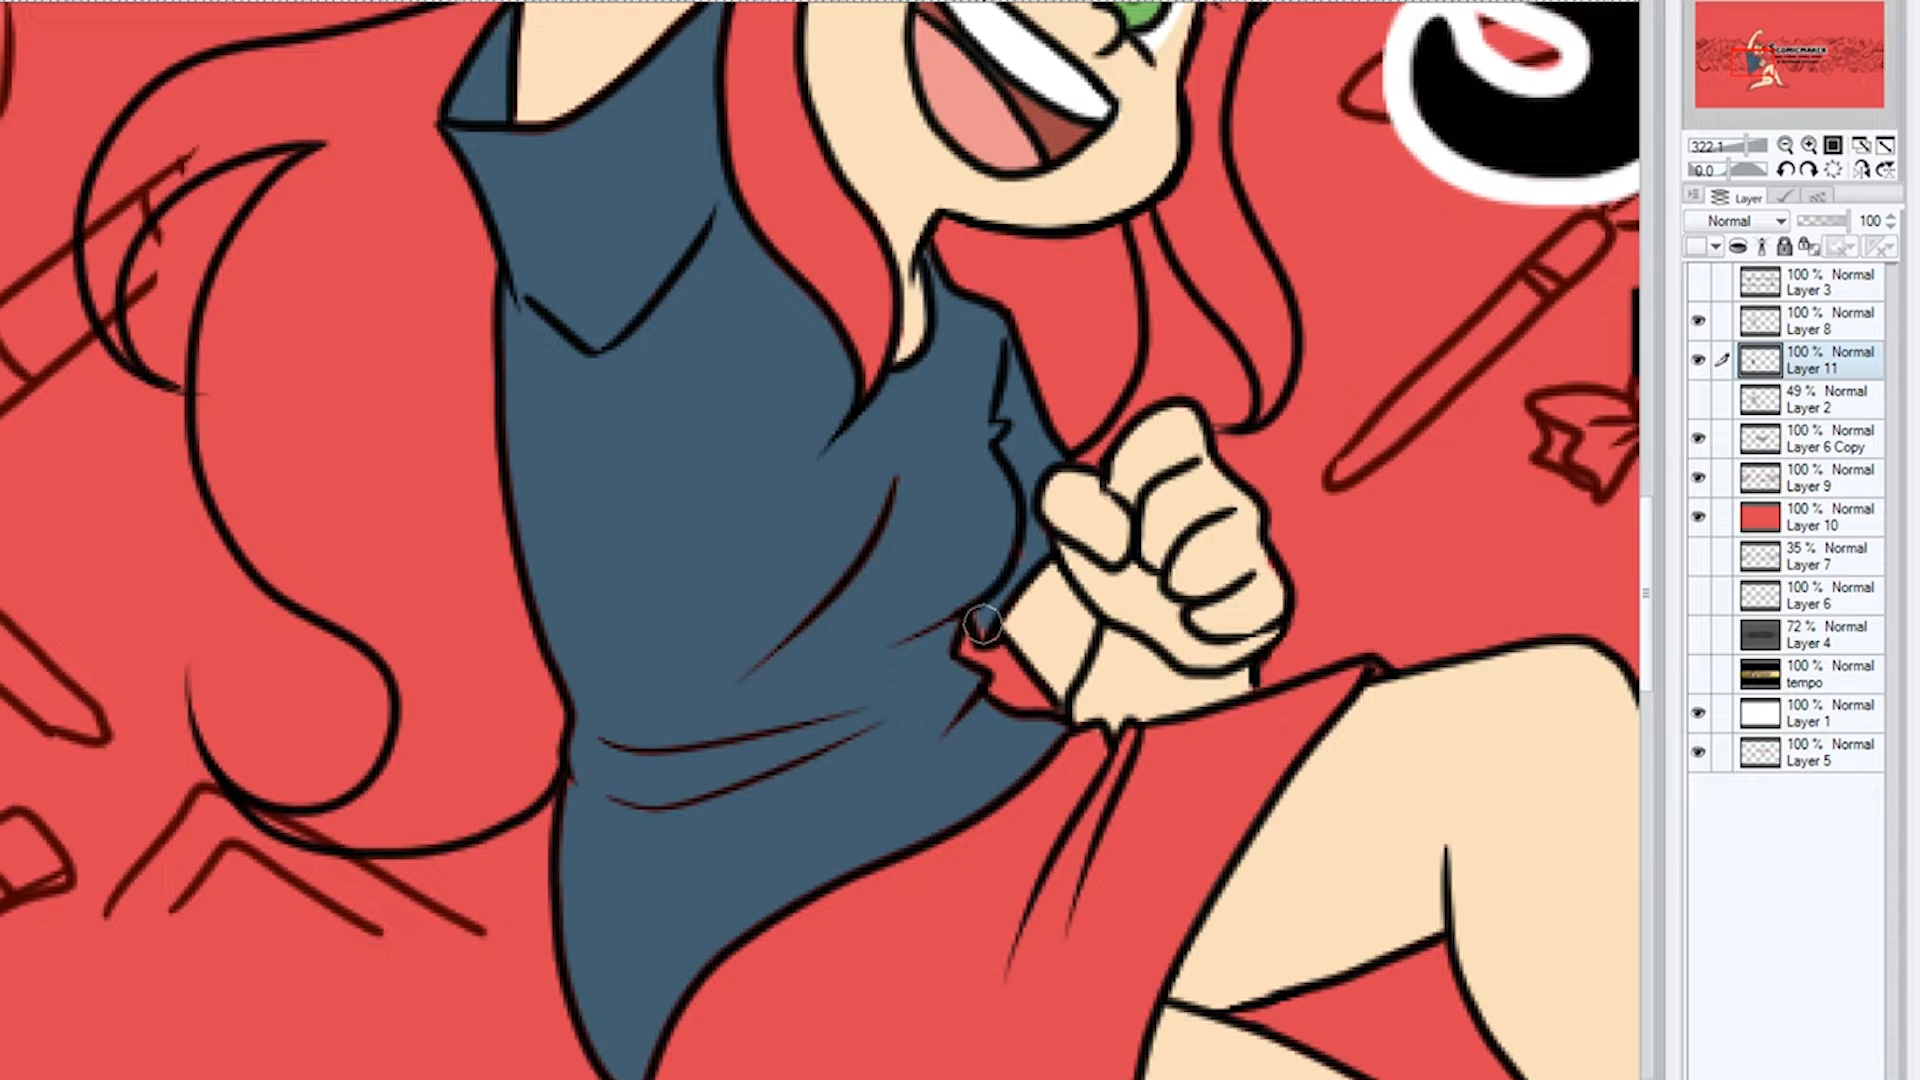 COMICMAKER
322.1
0.0
Layer
Normal
100
100 % Normal
Layer 3
100 % Normal
Layer 8
100 % Normal
Layer 11
49 % Normal
Layer 2
100 % Normal
Layer 6 Copy
100 % Normal
Layer 9
100 % Normal
Layer 10
35 % Normal
Layer 7
100 % Normal
Layer 6
72 % Normal
Layer 4
100 % Normal
tempo
100 % Normal
Layer 1
100 % Normal
Layer 5